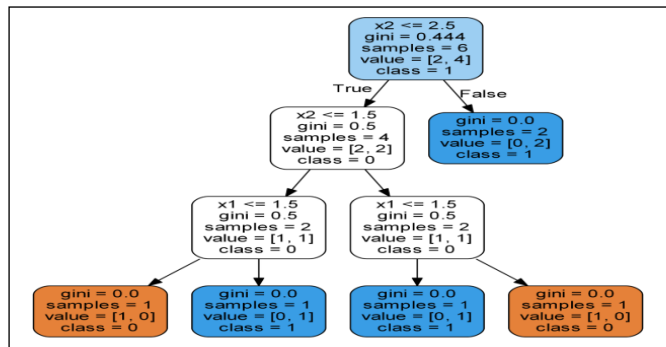 x2 <= 2.5
gini = 0.444
samples = 6
value = [2, 4]
class = 1
True
False
x2 <= 1.5
gini = 0.5
samples = 4
value = [2, 2]
class = 0
gini = 0.0
samples = 2
value = [0, 2]
class = 1
x1 <= 1.5
gini = 0.5
samples = 2
value = [1, 1]
class = 0
x1 <= 1.5
gini = 0.5
samples = 2
value = [1, 1]
class = 0
gini = 0.0
samples = 1
value = [1, 0]
class = 0
gini = 0.0
samples = 1
value = [0, 1]
class = 1
gini = 0.0
samples = 1
value = [0, 1]
class = 1
gini = 0.0
samples = 1
value = [1, 0]
class = 0